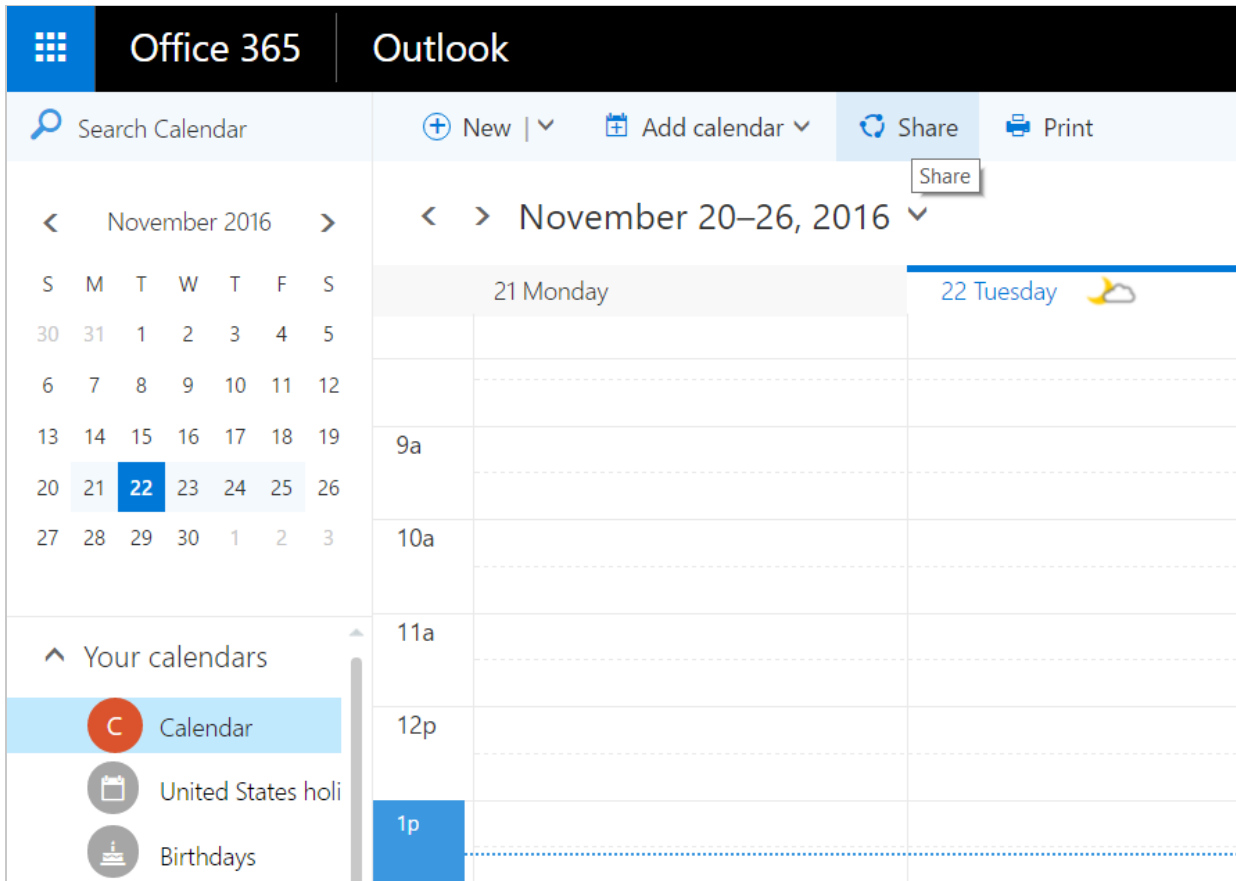 Office 365 Outlook
Search Calendar
New Add calendar Share Print
Share
November 2016
November 20–26, 2016
S M T W T F S
30 31 1 2 3 4 5
6 7 8 9 10 11 12
13 14 15 16 17 18 19
20 21 22 23 24 25 26
27 28 29 30 1 2 3
21 Monday 22 Tuesday
9a
10a
11a
12p
1p
Your calendars
C Calendar
United States holi
Birthdays